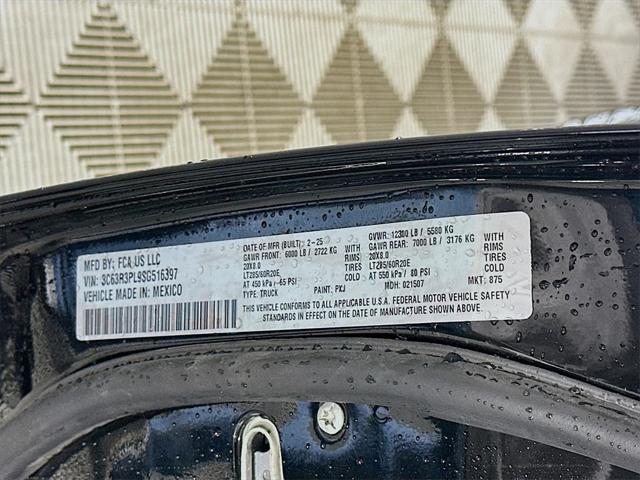 MFD BY: FCA US LLC
VIN: 3C63R3PL9SG516397
VEHICLE MADE IN: MEXICO
DATE OF MFR (BUILT) 2-25
GAWR FRONT: 6000 LB / 2722 KG WITH
20X8.0 RIMS
LT285/60R20E TIRES
AT 450 kPa / 65 PSI COLD
TYPE: TRUCK PAINT: PXJ
GVWR: 12300 LB / 5580 KG
GAWR REAR: 7000 LB / 3176 KG WITH
20X8.0 RIMS
LT285/60R20E TIRES
AT 550 kPa / 80 PSI COLD
MDH: 021507 MKT: 875
THIS VEHICLE CONFORMS TO ALL APPLICABLE FEDERAL MOTOR VEHICLE SAFETY
STANDARDS IN EFFECT ON THE DATE OF MANUFACTURE SHOWN ABOVE.